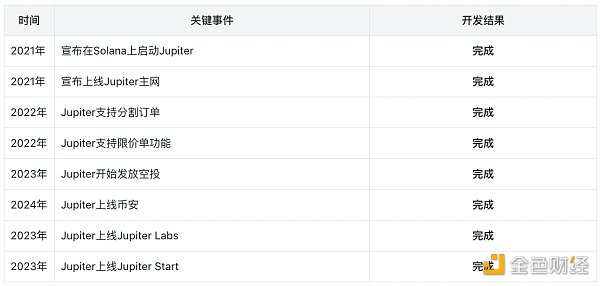 时间 关键事件 开发结果
2021年 宣布在Solana上启动Jupiter 完成
2021年 宣布上线Jupiter主网 完成
2022年 Jupiter支持分割订单 完成
2022年 Jupiter支持限价单功能 完成
2023年 Jupiter开始发放空投 完成
2024年 Jupiter上线币安 完成
2023年 Jupiter上线Jupiter Labs 完成
2023年 Jupiter上线Jupiter Start 完成
金色财经